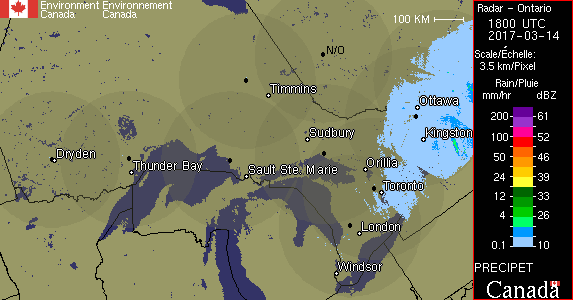 Environment Environnement
Canada Canada
Radar - Ontario
1800 UTC
2017-03-14
100 KM
N/O
Scale/Échelle:
3.5 km/Pixel
Rain/Pluie
mm/hr dBZ
Timmins
Ottawa
200 61
100 52
50 46
24 39
12 33
4 26
0.1 10
Sudbury
Kingston
Dryden
Thunder Bay
Sault Ste. Marie
Orillia
Toronto
London
Windsor
PRECIPET
Canada